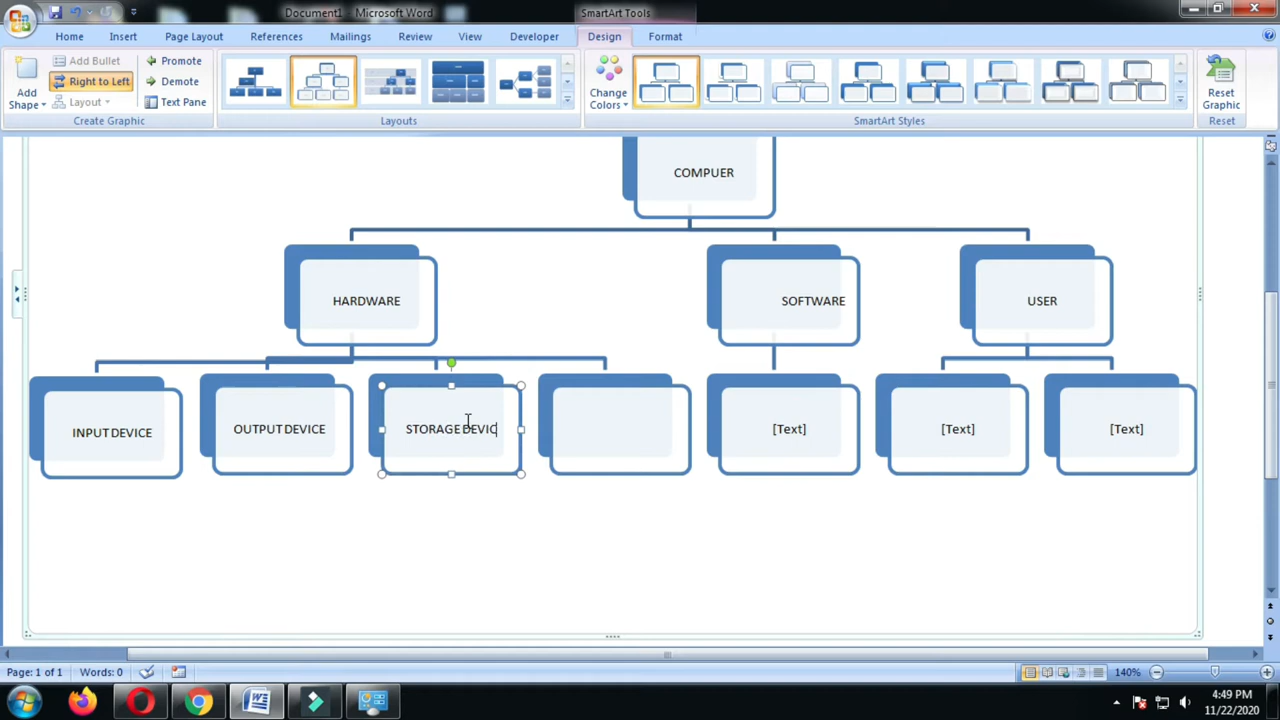 Document1 - Microsoft Word
SmartArt Tools
Home
Insert
Page Layout
References
Mailings
Review
View
Developer
Design
Format
Add Shape
Add Bullet
Right to Left
Layout
Promote
Demote
Text Pane
Create Graphic
Layouts
Change Colors
SmartArt Styles
Reset Graphic
Reset
COMPUER
HARDWARE
SOFTWARE
USER
INPUT DEVICE
OUTPUT DEVICE
STORAGE DEVIC
[Text]
[Text]
[Text]
Page: 1 of 1
Words: 0
140%
4:49 PM
11/22/2020